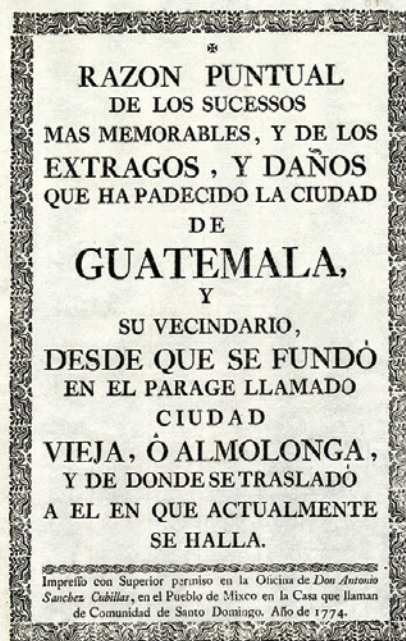 ✠
RAZON PUNTUAL
DE LOS SUCESSOS
MAS MEMORABLES, Y DE LOS
EXTRAGOS, Y DAÑOS
QUE HA PADECIDO LA CIUDAD
DE
GUATEMALA,
Y
SU VECINDARIO,
DESDE QUE SE FUNDÓ
EN EL PARAGE LLAMADO
CIUDAD
VIEJA, Ó ALMOLONGA,
Y DE DONDE SE TRASLADÓ
A EL EN QUE ACTUALMENTE
SE HALLA.
Impresſo con Superior permiso en la Oficina de Don Antonio
Sanchez Cubillas, en el Pueblo de Mixco en la Casa que llaman
de Comunidad de Santo Domingo. Año de 1774.